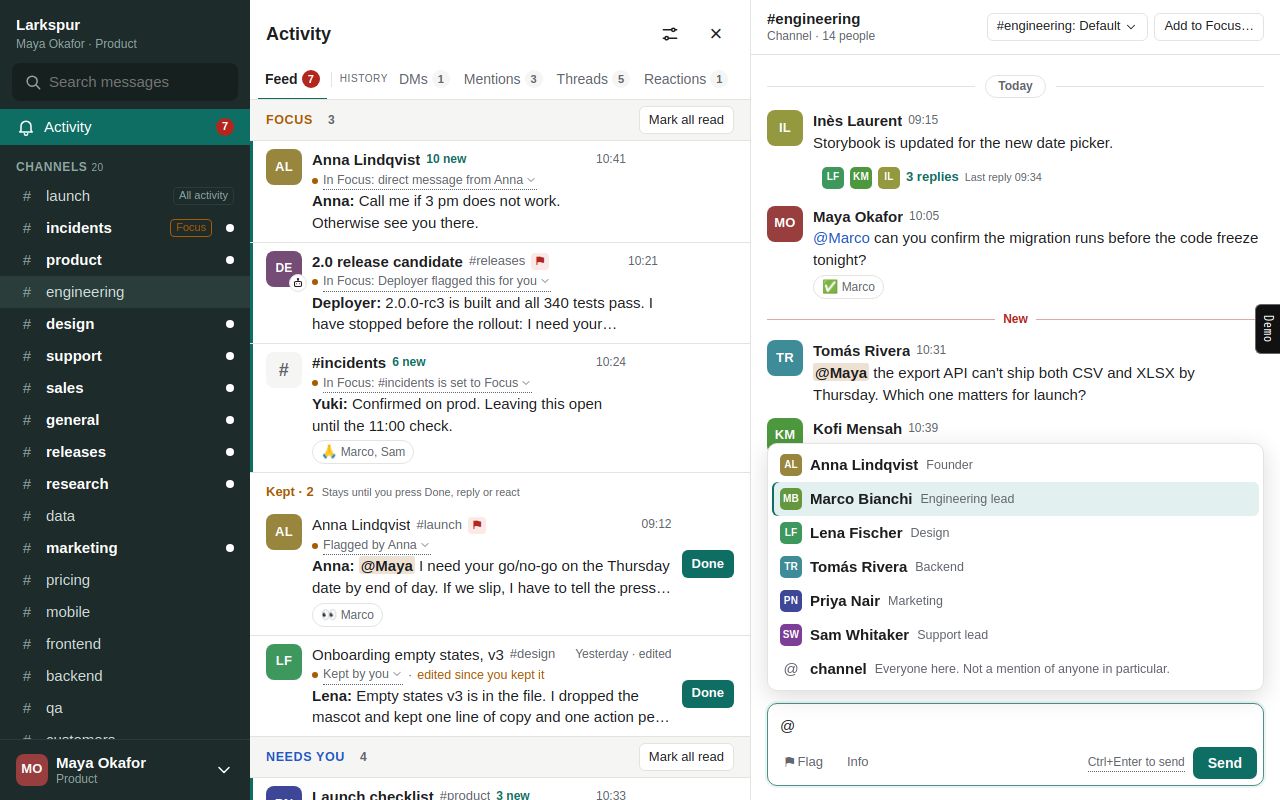 Larkspur
Maya Okafor · Product
Search messages
Activity
7
CHANNELS 20
# launch All activity
# incidents Focus
# product
# engineering
# design
# support
# sales
# general
# releases
# research
# data
# marketing
# pricing
# mobile
# frontend
# backend
# qa
# customers
MO
Maya Okafor
Product
Activity
Feed 7 HISTORY DMs 1 Mentions 3 Threads 5 Reactions 1
FOCUS 3 Mark all read
AL
Anna Lindqvist 10 new 10:41
In Focus: direct message from Anna
Anna: Call me if 3 pm does not work.
Otherwise see you there.
DE
2.0 release candidate #releases 10:21
In Focus: Deployer flagged this for you
Deployer: 2.0.0-rc3 is built and all 340 tests pass. I
have stopped before the rollout: I need your…
#
#incidents 6 new 10:24
In Focus: #incidents is set to Focus
Yuki: Confirmed on prod. Leaving this open
until the 11:00 check.
🙏 Marco, Sam
Kept · 2 Stays until you press Done, reply or react
AL
Anna Lindqvist #launch 09:12
Flagged by Anna
Anna: @Maya I need your go/no-go on the Thursday
date by end of day. If we slip, I have to tell the press…
Done
👀 Marco
LF
Onboarding empty states, v3 #design Yesterday · edited
Kept by you · edited since you kept it
Lena: Empty states v3 is in the file. I dropped the
mascot and kept one line of copy and one action pe…
Done
NEEDS YOU 4 Mark all read
Launch checklist #product 3 new 10:33
#engineering
Channel · 14 people
#engineering: Default
Add to Focus…
Today
IL
Inès Laurent 09:15
Storybook is updated for the new date picker.
LF KM IL 3 replies Last reply 09:34
MO
Maya Okafor 10:05
@Marco can you confirm the migration runs before the code freeze
tonight?
✅ Marco
New
Demo
TR
Tomás Rivera 10:31
@Maya the export API can't ship both CSV and XLSX by
Thursday. Which one matters for launch?
KM
Kofi Mensah 10:39
AL Anna Lindqvist Founder
MB Marco Bianchi Engineering lead
LF Lena Fischer Design
TR Tomás Rivera Backend
PN Priya Nair Marketing
SW Sam Whitaker Support lead
@ channel Everyone here. Not a mention of anyone in particular.
@
Flag Info Ctrl+Enter to send Send